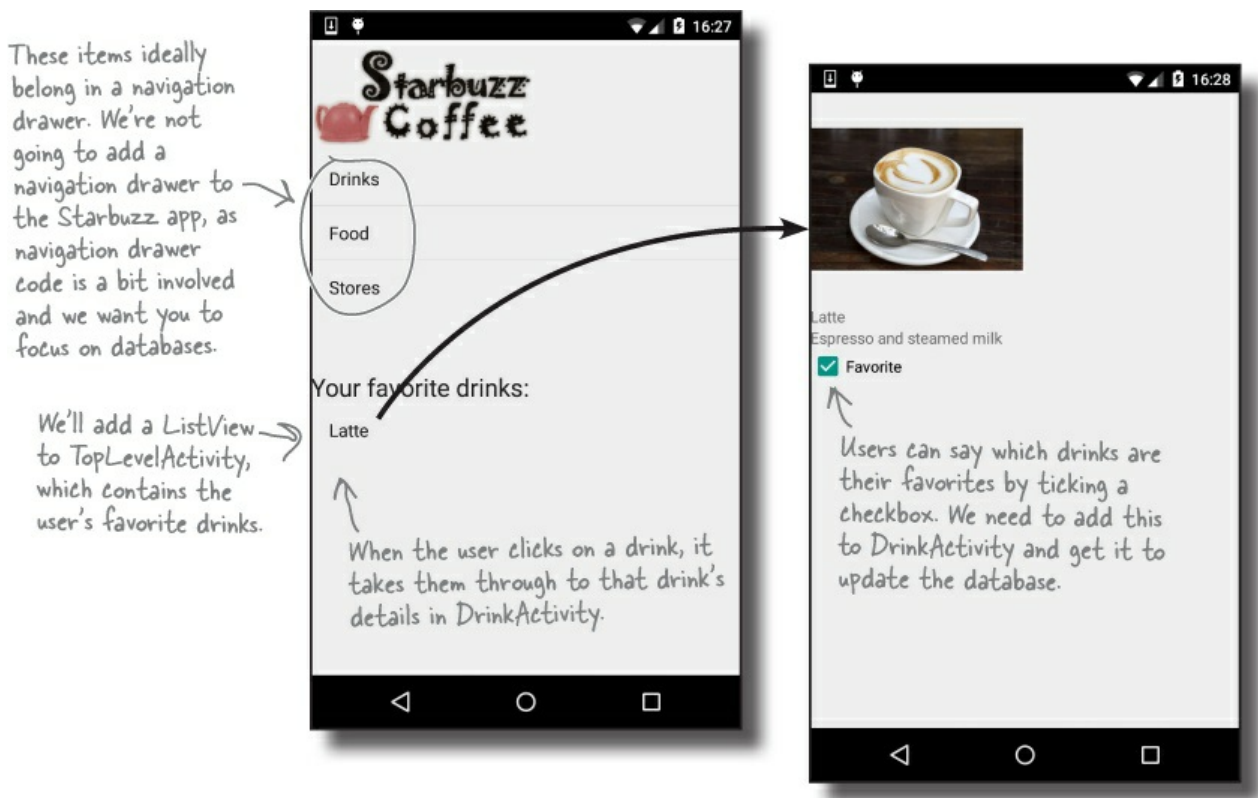 These items ideally
belong in a navigation
drawer. We're not
going to add a
navigation drawer to
the Starbuzz app, as
navigation drawer
code is a bit involved
and we want you to
focus on databases.
We'll add a ListView
to TopLevelActivity,
which contains the
user's favorite drinks.
16:27
Starbuzz
Coffee
Drinks
Food
Stores
Your favorite drinks:
Latte
When the user clicks on a drink, it
takes them through to that drink's
details in DrinkActivity.
16:28
Latte
Espresso and steamed milk
Favorite
Users can say which drinks are
their favorites by ticking a
checkbox. We need to add this
to DrinkActivity and get it to
update the database.